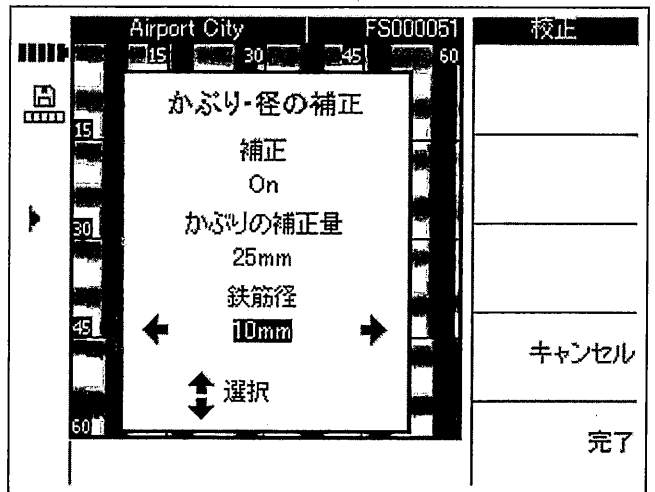 Airport City FS000051 校正
15 30 45 60
かぶり・径の補正
15
補正
On
30
かぶりの補正量
25mm
鉄筋径
45
10mm
キャンセル
選択
60
完了